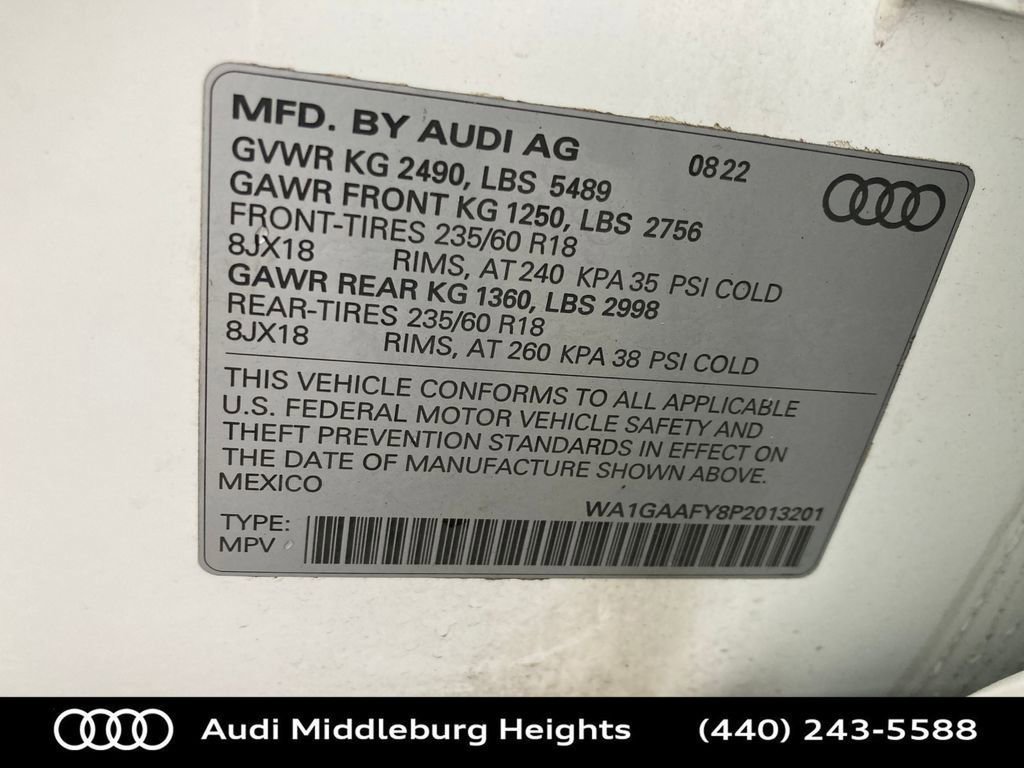 MFD. BY AUDI AG 0822
GVWR KG 2490, LBS 5489
GAWR FRONT KG 1250, LBS 2756
FRONT-TIRES 235/60 R18
8JX18 RIMS, AT 240 KPA 35 PSI COLD
GAWR REAR KG 1360, LBS 2998
REAR-TIRES 235/60 R18
8JX18 RIMS, AT 260 KPA 38 PSI COLD
THIS VEHICLE CONFORMS TO ALL APPLICABLE
U.S. FEDERAL MOTOR VEHICLE SAFETY AND
THEFT PREVENTION STANDARDS IN EFFECT ON
THE DATE OF MANUFACTURE SHOWN ABOVE.
MEXICO
WA1GAAFY8P2013201
TYPE:
MPV
Audi Middleburg Heights (440) 243-5588